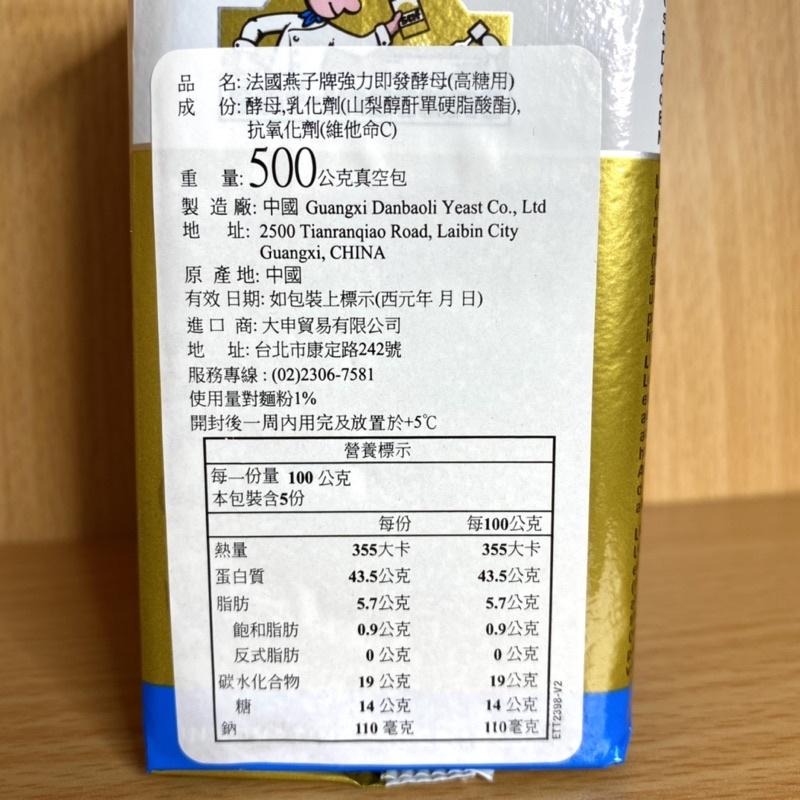 品　名: 法國燕子牌強力即發酵母(高糖用)
成　份: 酵母,乳化劑(山梨醇酐單硬脂酸酯),
抗氧化劑(維他命C)
重　量: 500公克真空包
製 造 廠: 中國 Guangxi Danbaoli Yeast Co., Ltd
地　址: 2500 Tianranqiao Road, Laibin City
Guangxi, CHINA
原 產 地: 中國
有效 日期: 如包裝上標示(西元年 月 日)
進 口 商: 大申貿易有限公司
地　址: 台北市康定路242號
服務專線 : (02)2306-7581
使用量對麵粉1%
開封後一周內用完及放置於+5℃
營養標示
每一份量 100 公克
本包裝含5份
每份 每100公克
熱量 355大卡 355大卡
蛋白質 43.5公克 43.5公克
脂肪 5.7公克 5.7公克
飽和脂肪 0.9公克 0.9公克
反式脂肪 0 公克 0 公克
碳水化合物 19 公克 19公克
糖 14 公克 14 公克
鈉 110 毫克 110毫克
ETT2398-V2